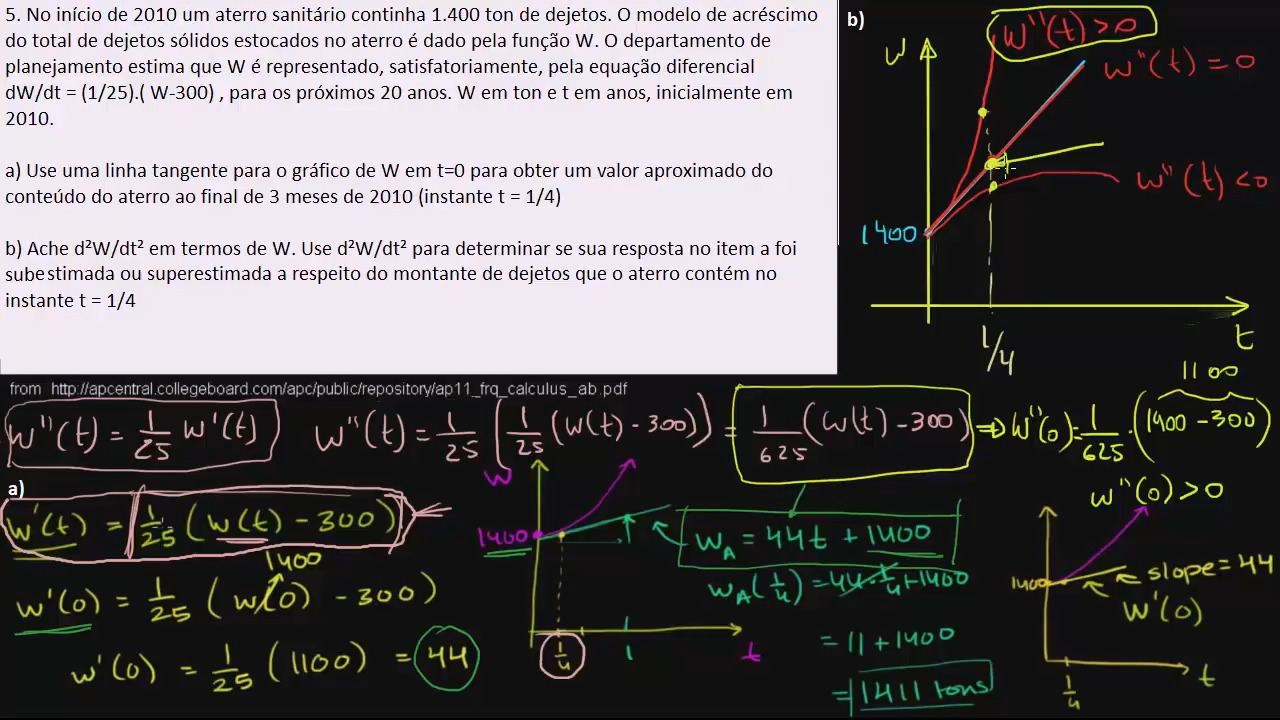 5. No início de 2010 um aterro sanitário continha 1.400 ton de dejetos. O modelo de acréscimo
do total de dejetos sólidos estocados no aterro é dado pela função W. O departamento de
planejamento estima que W é representado, satisfatoriamente, pela equação diferencial
dW/dt = (1/25).( W-300) , para os próximos 20 anos. W em ton e t em anos, inicialmente em
2010.
a) Use uma linha tangente para o gráfico de W em t=0 para obter um valor aproximado do
conteúdo do aterro ao final de 3 meses de 2010 (instante t = 1/4)
b) Ache d²W/dt² em termos de W. Use d²W/dt² para determinar se sua resposta no item a foi
subestimada ou superestimada a respeito do montante de dejetos que o aterro contém no
instante t = 1/4
b)
W
W''(t) > 0
W''(t) = 0
W''(t) < 0
1400
1/4
t
from http://apcentral.collegeboard.com/apc/public/repository/ap11_frq_calculus_ab.pdf
W''(t) = 1/25 W'(t)
W''(t) = 1/25 (1/25 (W(t) - 300)) = 1/625 (W(t) - 300) ⇒ W''(0) = 1/625 · (1400 - 300)
1100
W''(0) > 0
a)
W'(t) = 1/25 (W(t) - 300)
1400
W'(0) = 1/25 (W(0) - 300)
W'(0) = 1/25 (1100) = 44
W
1400
1/4
1
t
W_A = 44t + 1400
W_A(1/4) = 44 · 1/4 + 1400
= 11 + 1400
= 1411 tons
1400
slope = 44
W'(0)
1/4
t